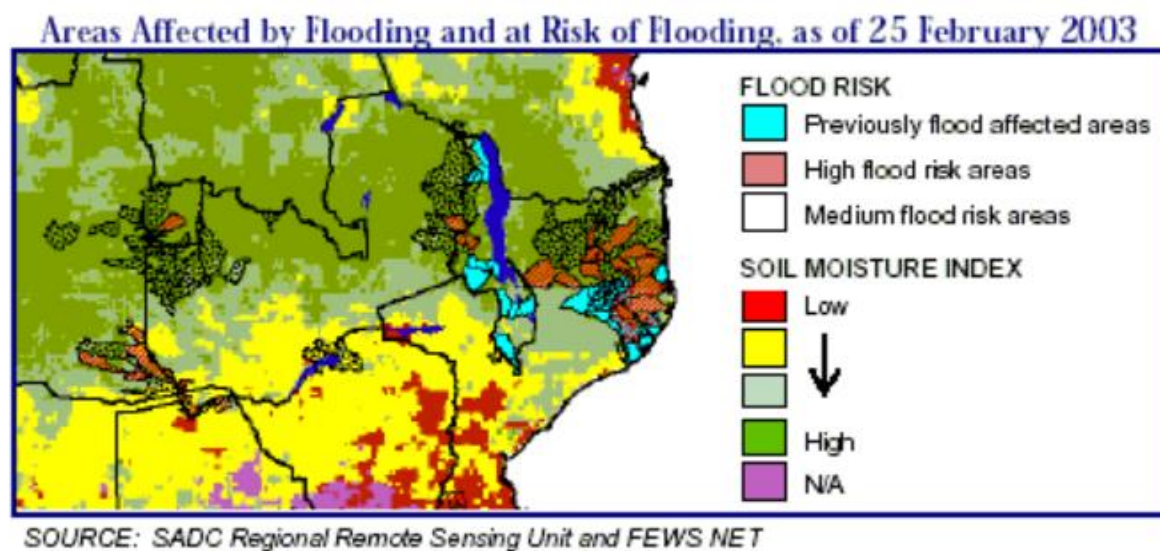 Areas Affected by Flooding and at Risk of Flooding, as of 25 February 2003
FLOOD RISK
Previously flood affected areas
High flood risk areas
Medium flood risk areas
SOIL MOISTURE INDEX
Low
High
N/A
SOURCE: SADC Regional Remote Sensing Unit and FEWS NET